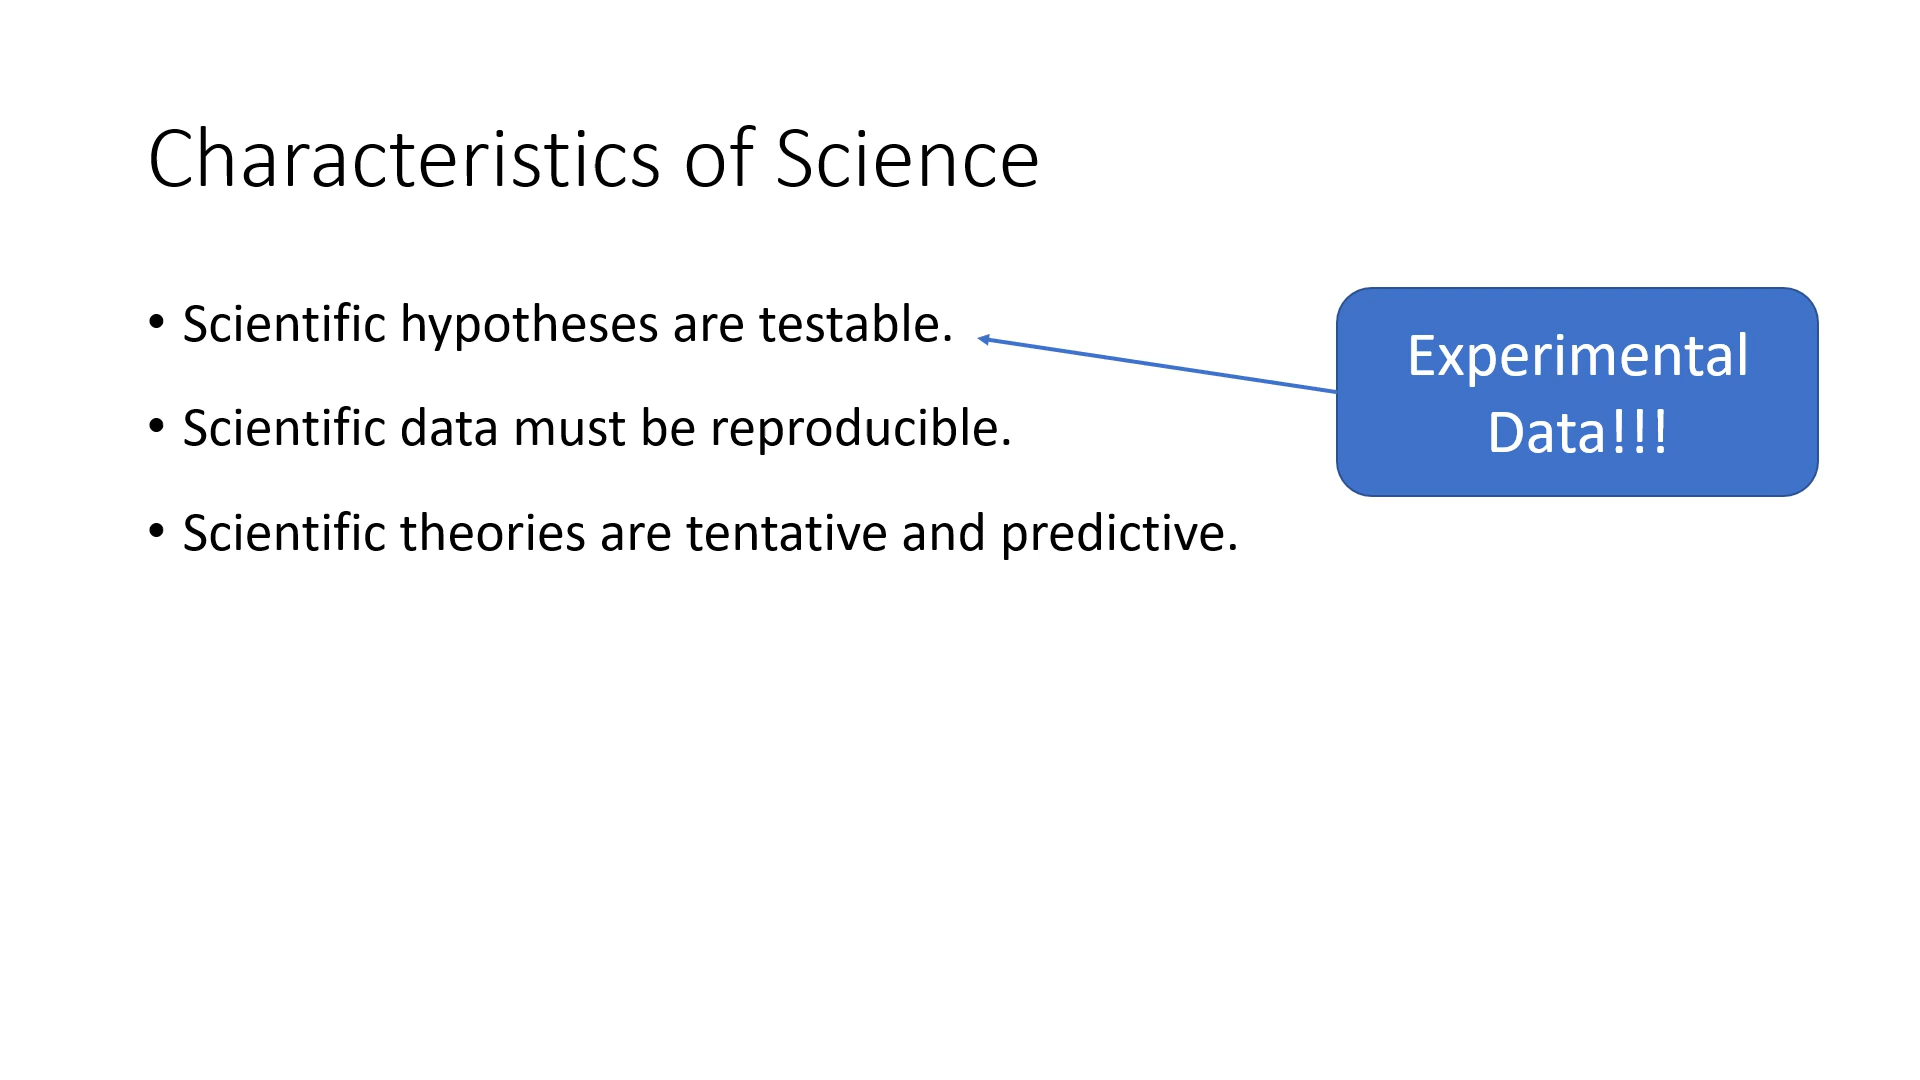 Characteristics of Science
• Scientific hypotheses are testable.
• Scientific data must be reproducible.
• Scientific theories are tentative and predictive.
Experimental
Data!!!